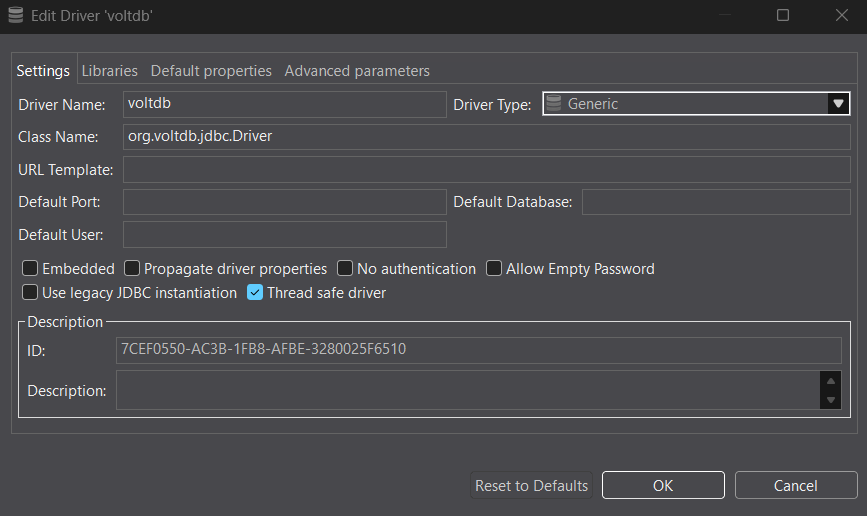 Edit Driver 'voltdb'
Settings Libraries Default properties Advanced parameters
Driver Name: voltdb Driver Type: Generic
Class Name: org.voltdb.jdbc.Driver
URL Template:
Default Port: Default Database:
Default User:
Embedded Propagate driver properties No authentication Allow Empty Password
Use legacy JDBC instantiation Thread safe driver
Description
ID: 7CEF0550-AC3B-1FB8-AFBE-3280025F6510
Description:
Reset to Defaults OK Cancel